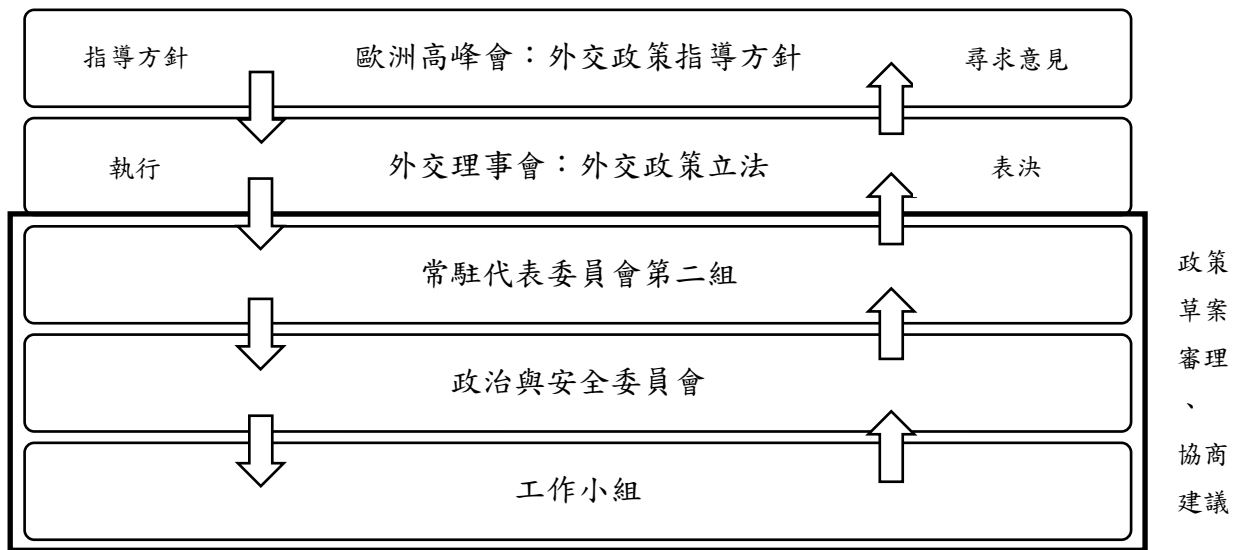 指導方針 歐洲高峰會：外交政策指導方針 尋求意見
執行 外交理事會：外交政策立法 表決
常駐代表委員會第二組
政治與安全委員會
工作小組
政策
草案
審理
、
協商
建議